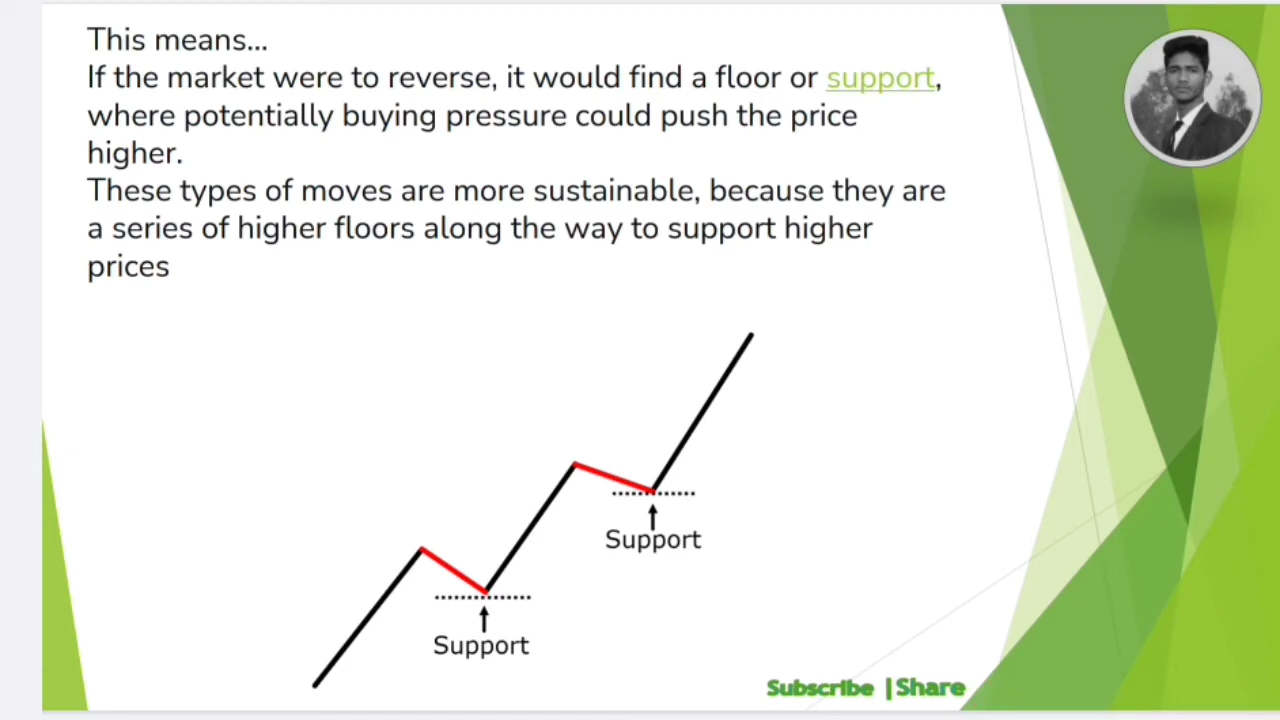 This means...
If the market were to reverse, it would find a floor or support,
where potentially buying pressure could push the price
higher.
These types of moves are more sustainable, because they are
a series of higher floors along the way to support higher
prices
Support
Support
Subscribe | Share